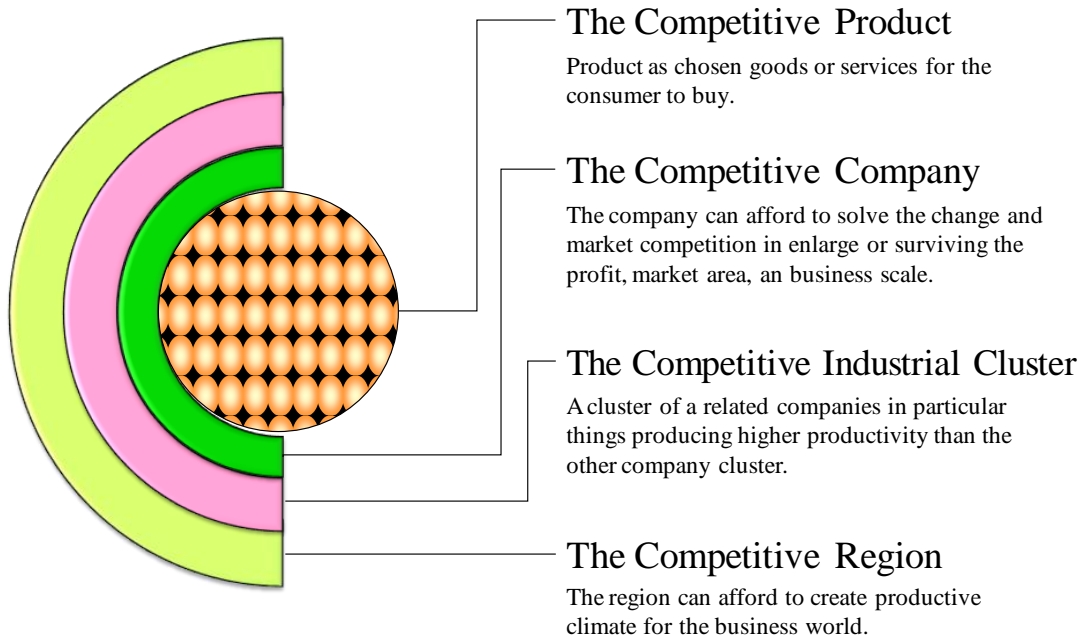 The Competitive Product
Product as chosen goods or services for the
consumer to buy.
The Competitive Company
The company can afford to solve the change and
market competition in enlarge or surviving the
profit, market area, an business scale.
The Competitive Industrial Cluster
A cluster of a related companies in particular
things producing higher productivity than the
other company cluster.
The Competitive Region
The region can afford to create productive
climate for the business world.